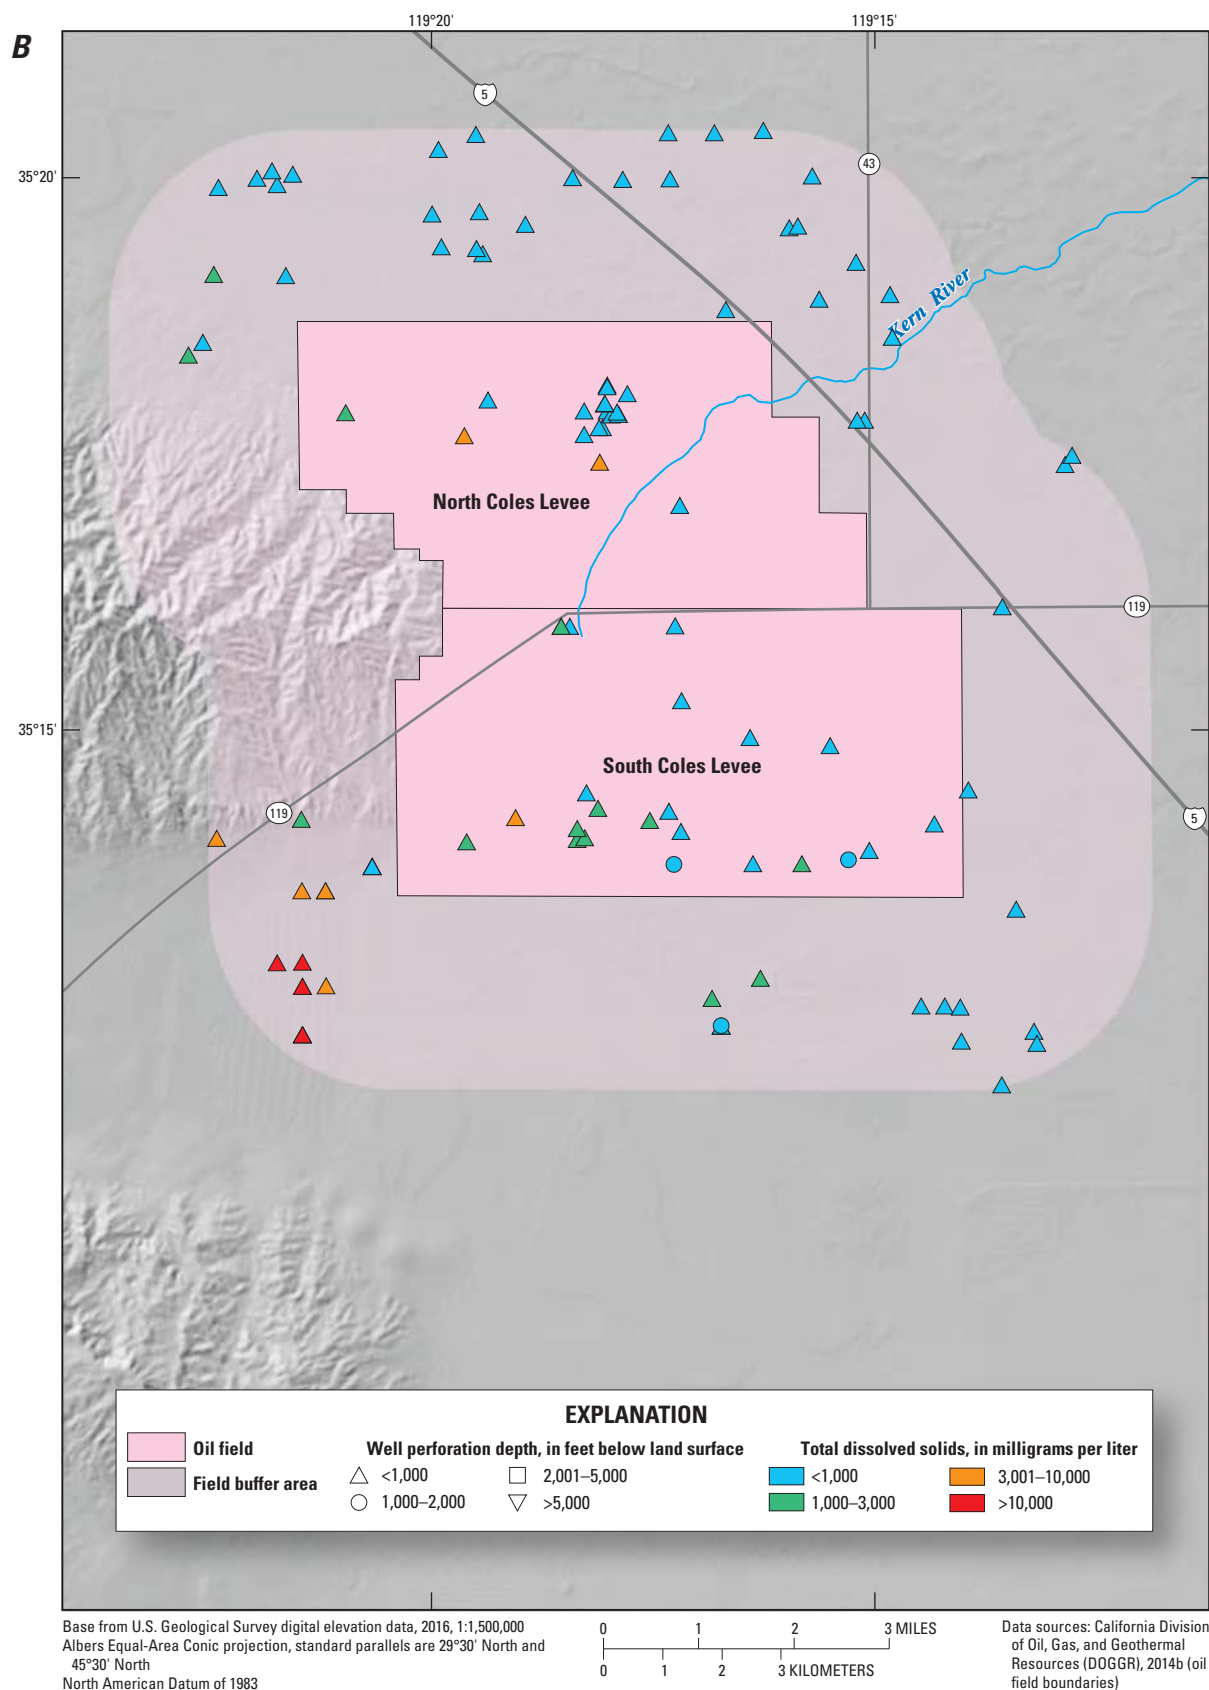 B
119°20'
119°15'
5
43
35°20'
Kern River
North Coles Levee
119
35°15'
South Coles Levee
119
5
EXPLANATION
Oil field
Field buffer area
Well perforation depth, in feet below land surface
<1,000
1,000–2,000
2,001–5,000
>5,000
Total dissolved solids, in milligrams per liter
<1,000
1,000–3,000
3,001–10,000
>10,000
Base from U.S. Geological Survey digital elevation data, 2016, 1:1,500,000
Albers Equal-Area Conic projection, standard parallels are 29°30' North and
45°30' North
North American Datum of 1983
0 1 2 3 MILES
0 1 2 3 KILOMETERS
Data sources: California Division
of Oil, Gas, and Geothermal
Resources (DOGGR), 2014b (oil
field boundaries)